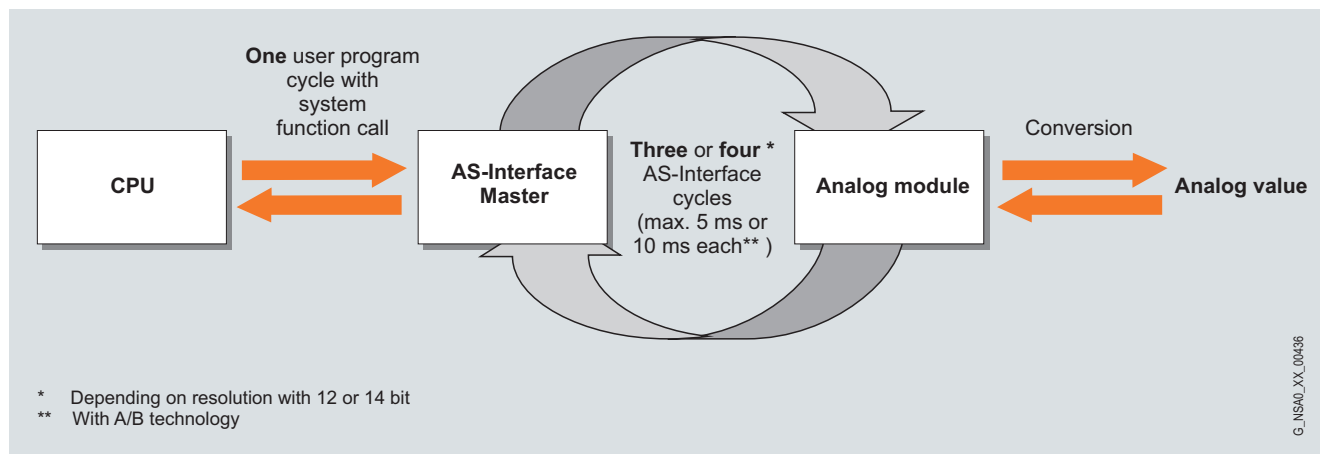 One user program
cycle with
system
function call
CPU
AS-Interface
Master
Three or four *
AS-Interface
cycles
(max. 5 ms or
10 ms each** )
Analog module
Conversion
Analog value
* Depending on resolution with 12 or 14 bit
** With A/B technology
G_NSA0_XX_00436